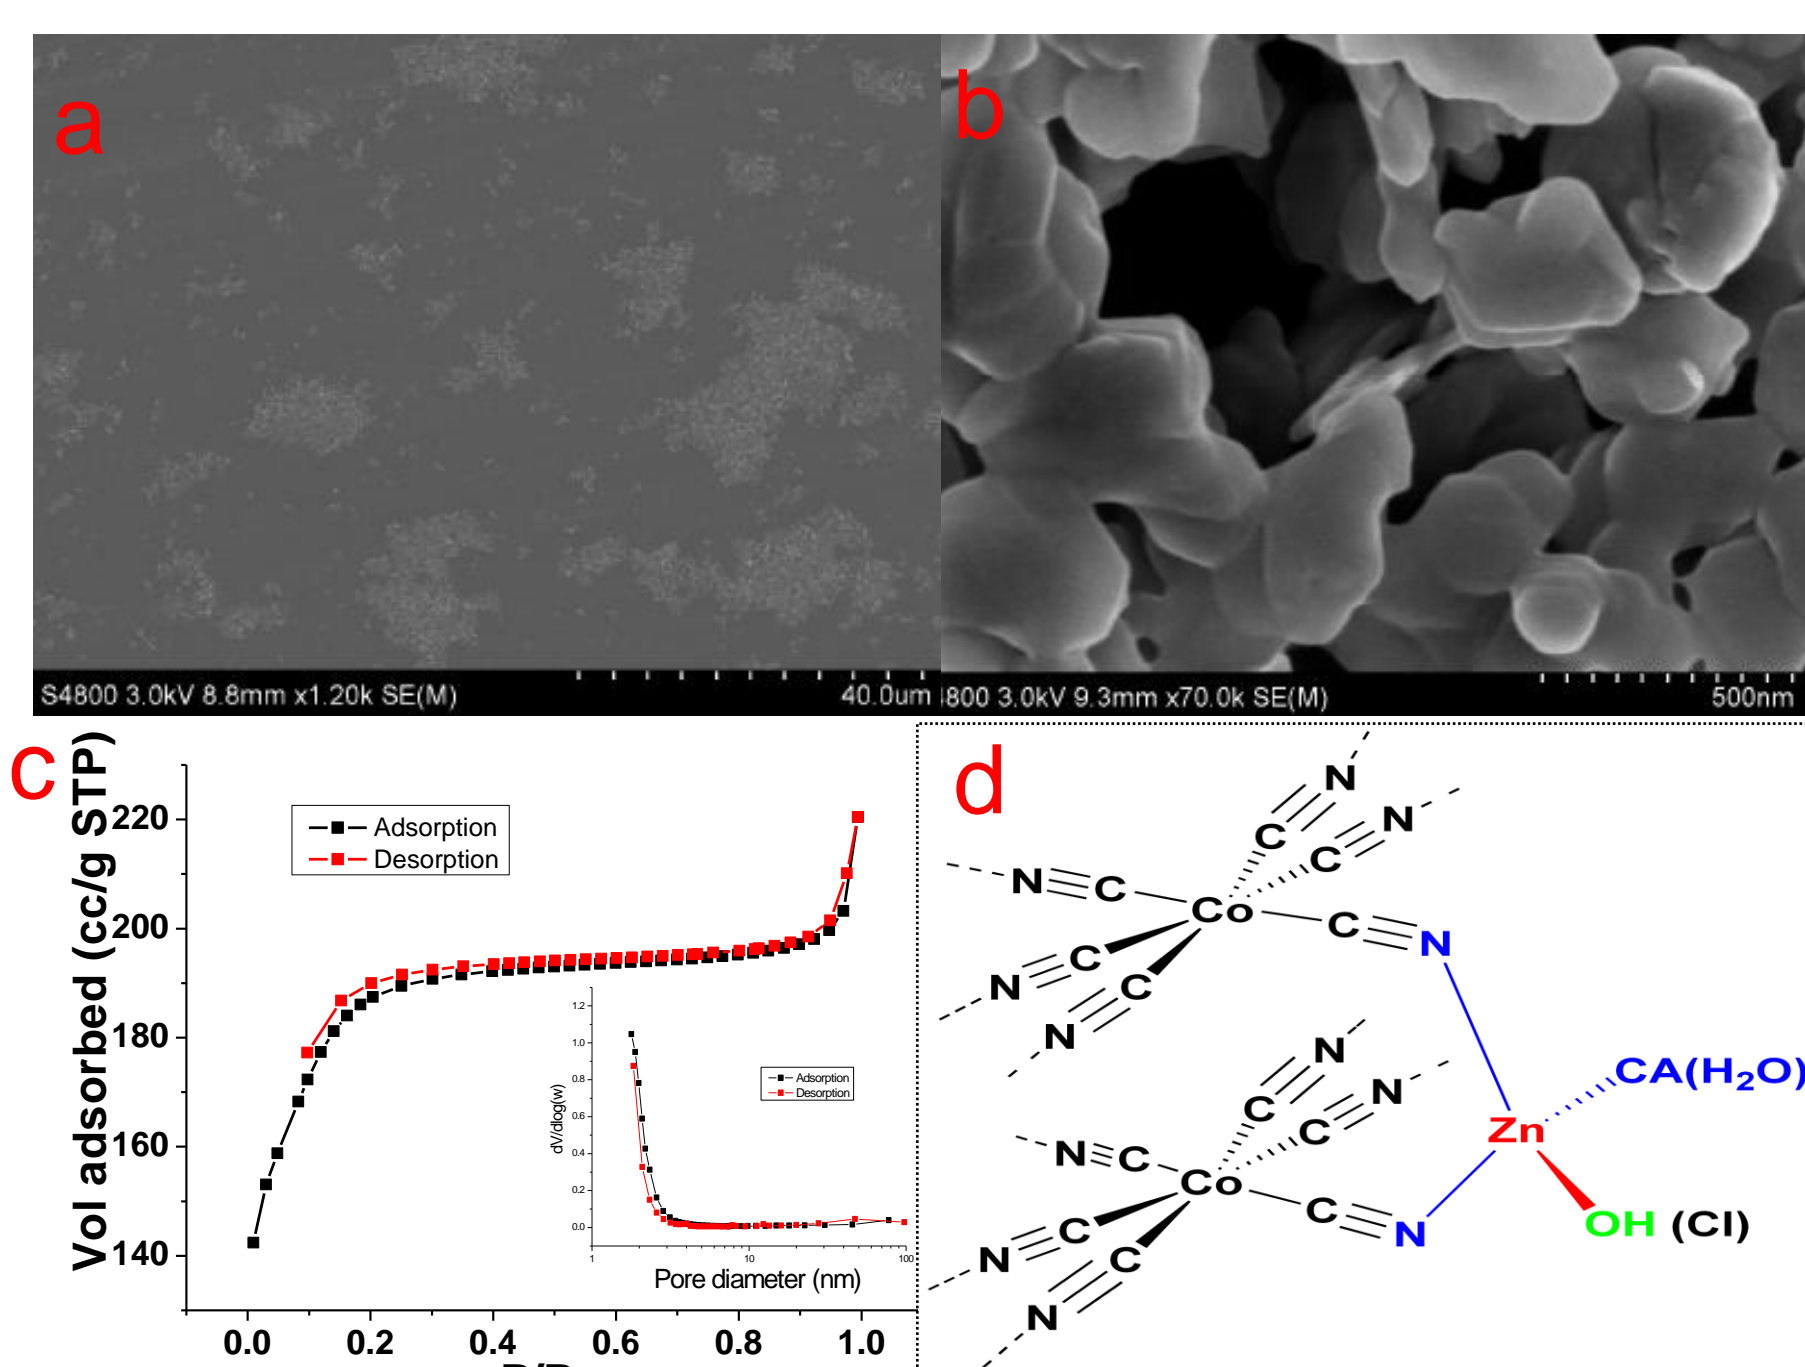 a
b
S4800 3.0kV 8.8mm x1.20k SE(M)
40.0um
4800 3.0kV 9.3mm x70.0k SE(M)
500nm
c
Vol adsorbed (cc/g STP)
220
200
180
160
140
Adsorption
Desorption
0.0 0.2 0.4 0.6 0.8 1.0
dV/dlog(w)
1.2
1.0
0.8
0.6
0.4
0.2
0.0
Adsorption
Desorption
1 10 100
Pore diameter (nm)
d
N
C
N
C
N C
Co
C N
N C
N C
Zn
CA(H₂O)
OH (Cl)
N
C
N
C
N C
Co
C N
N C
N C